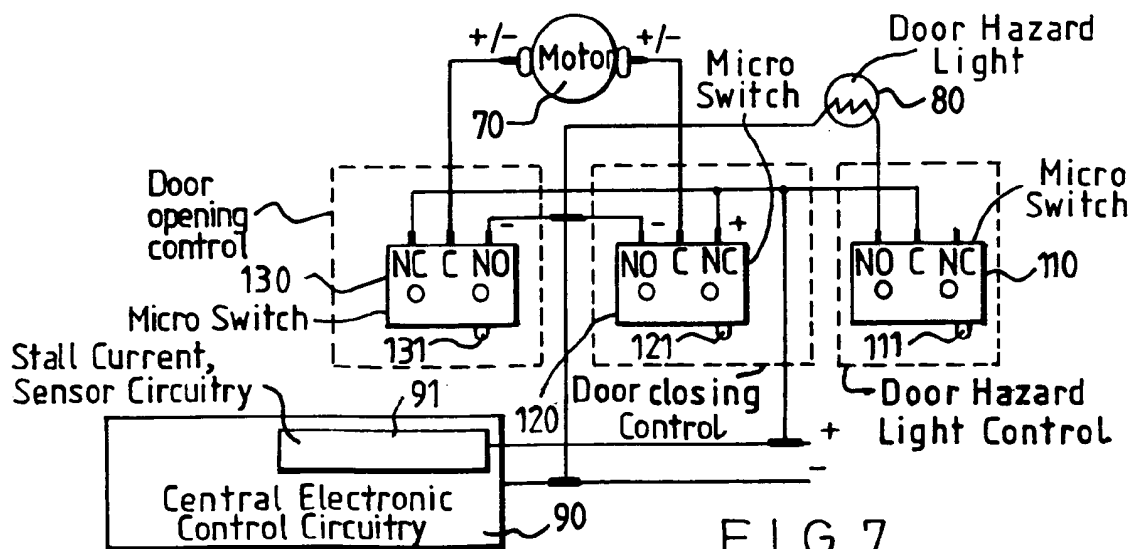 +/-
Motor
+/-
70
Micro
Switch
Door Hazard
Light
80
Door
opening
control
130
Micro Switch
NC C NO
-
131
-
+
NO C NC
121
120
Door closing
Control
Micro
Switch
NO C NC
110
111
Door Hazard
Light Control
Stall Current,
Sensor Circuitry
91
+
-
Central Electronic
Control Circuitry
90
FIG 7